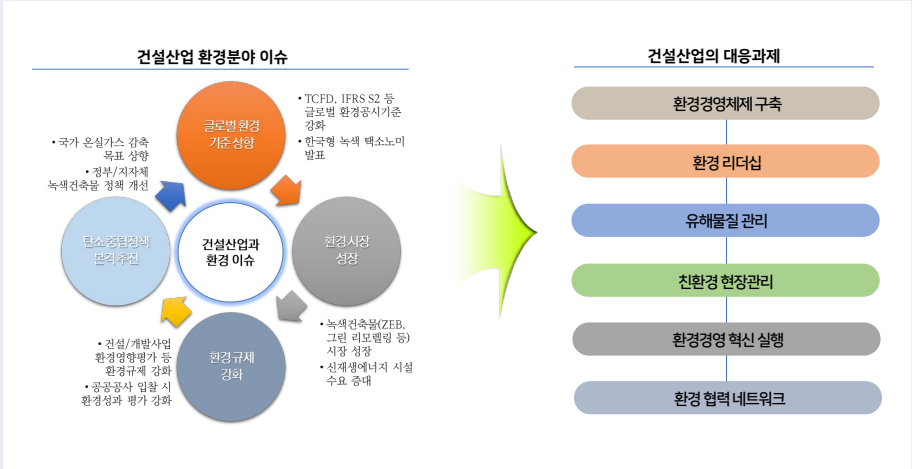 건설산업 환경분야 이슈
글로벌 환경
기준 상향
• TCFD, IFRS S2 등
글로벌 환경공시기준
강화
• 한국형 녹색 택소노미
발표
• 국가 온실가스 감축
목표 상향
• 정부/지자체
녹색건축물 정책 개선
탄소 중립정책
본격 추진
건설산업과
환경 이슈
환경 시장
성장
• 녹색건축물(ZEB,
그린 리모델링 등)
시장 성장
• 신재생에너지 시설
수요 증대
환경 규제
강화
• 건설/개발사업
환경영향평가 등
환경규제 강화
• 공공공사 입찰 시
환경성과 평가 강화
건설산업의 대응과제
환경경영체제 구축
환경 리더십
유해물질 관리
친환경 현장관리
환경경영 혁신 실행
환경 협력 네트워크